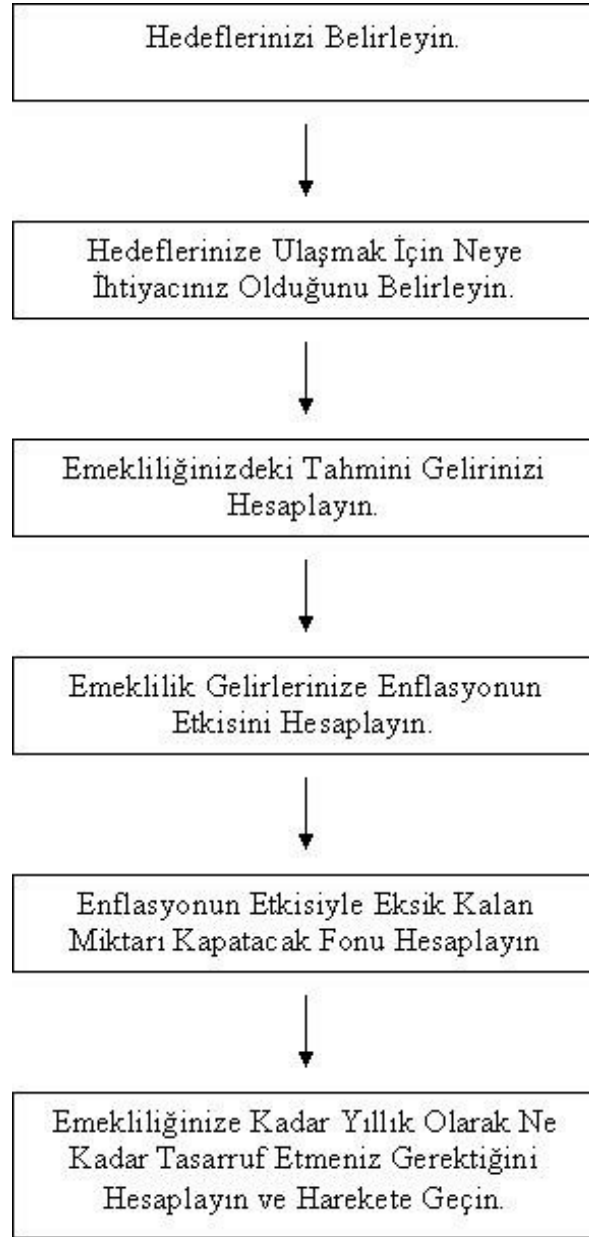 Hedeflerinizi Belirleyin.
Hedeflerinize Ulaşmak İçin Neye
İhtiyacınız Olduğunu Belirleyin.
Emekliliğinizdeki Tahmini Gelirinizi
Hesaplayın.
Emeklilik Gelirlerinize Enflasyonun
Etkisini Hesaplayın.
Enflasyonun Etkisiyle Eksik Kalan
Miktarı Kapatacak Fonu Hesaplayın
Emekliliğinize Kadar Yıllık Olarak Ne
Kadar Tasarruf Etmeniz Gerektiğini
Hesaplayın ve Harekete Geçin.